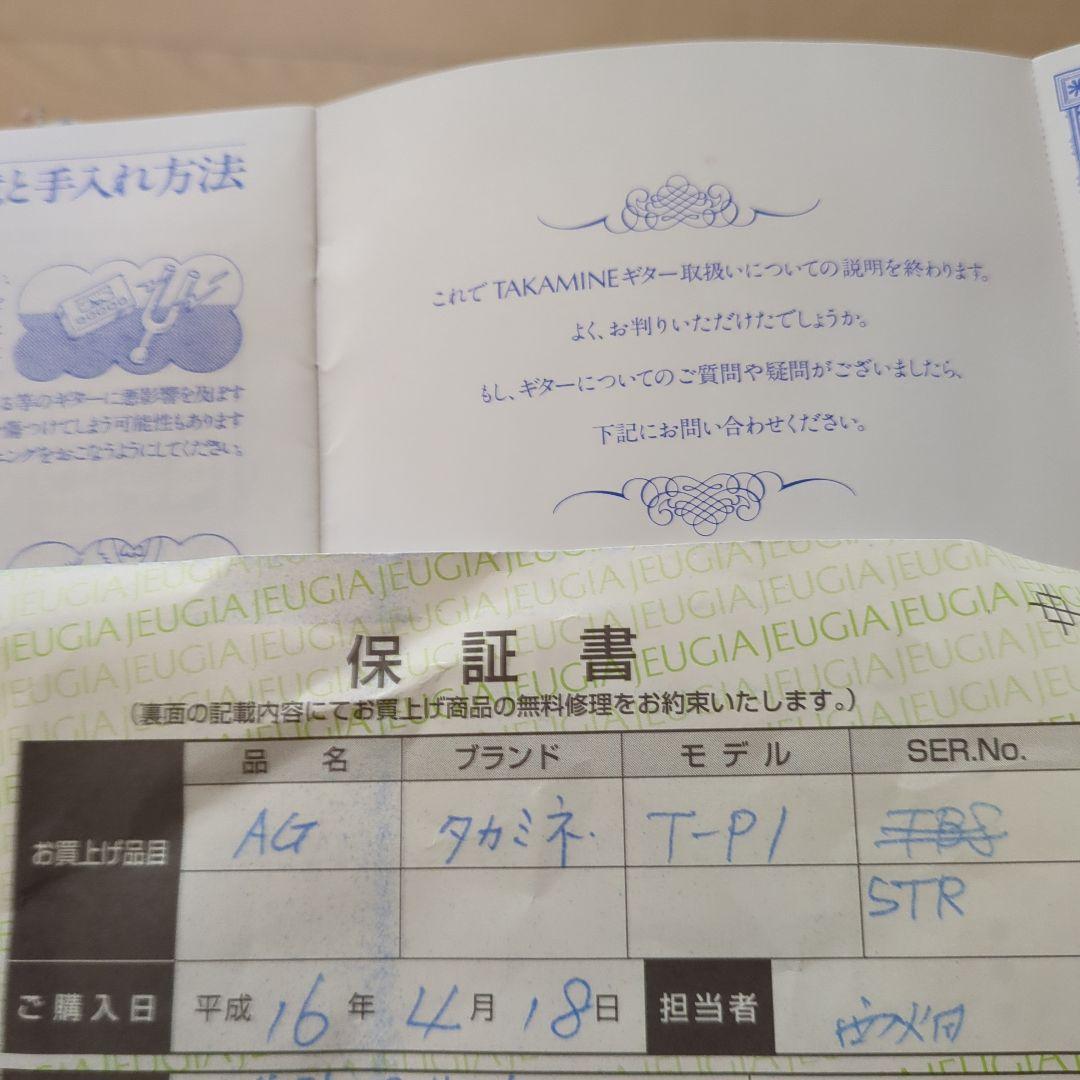 と手入れ方法
る等のギターに悪影響を及ぼす
傷つけてしまう可能性もあります
ニングをおこなうようにしてください。
これで TAKAMINEギター取扱いについての説明を終わります。
よく、お判りいただけたでしょうか。
もし、ギターについてのご質問や疑問がございましたら、
下記にお問い合わせください。
JEUGIA JEUGIA JEUGIA JEUGIA JEUGIA JEUGIA JEUGIA JEUGIA
保証書
（裏面の記載内容にてお買上げ商品の無料修理をお約束いたします。）
品名 ブランド モデル SER.No.
お買上げ品目 AG タカミネ. T-P1
STR
ご購入日 平成 16 年 4 月 18 日 担当者